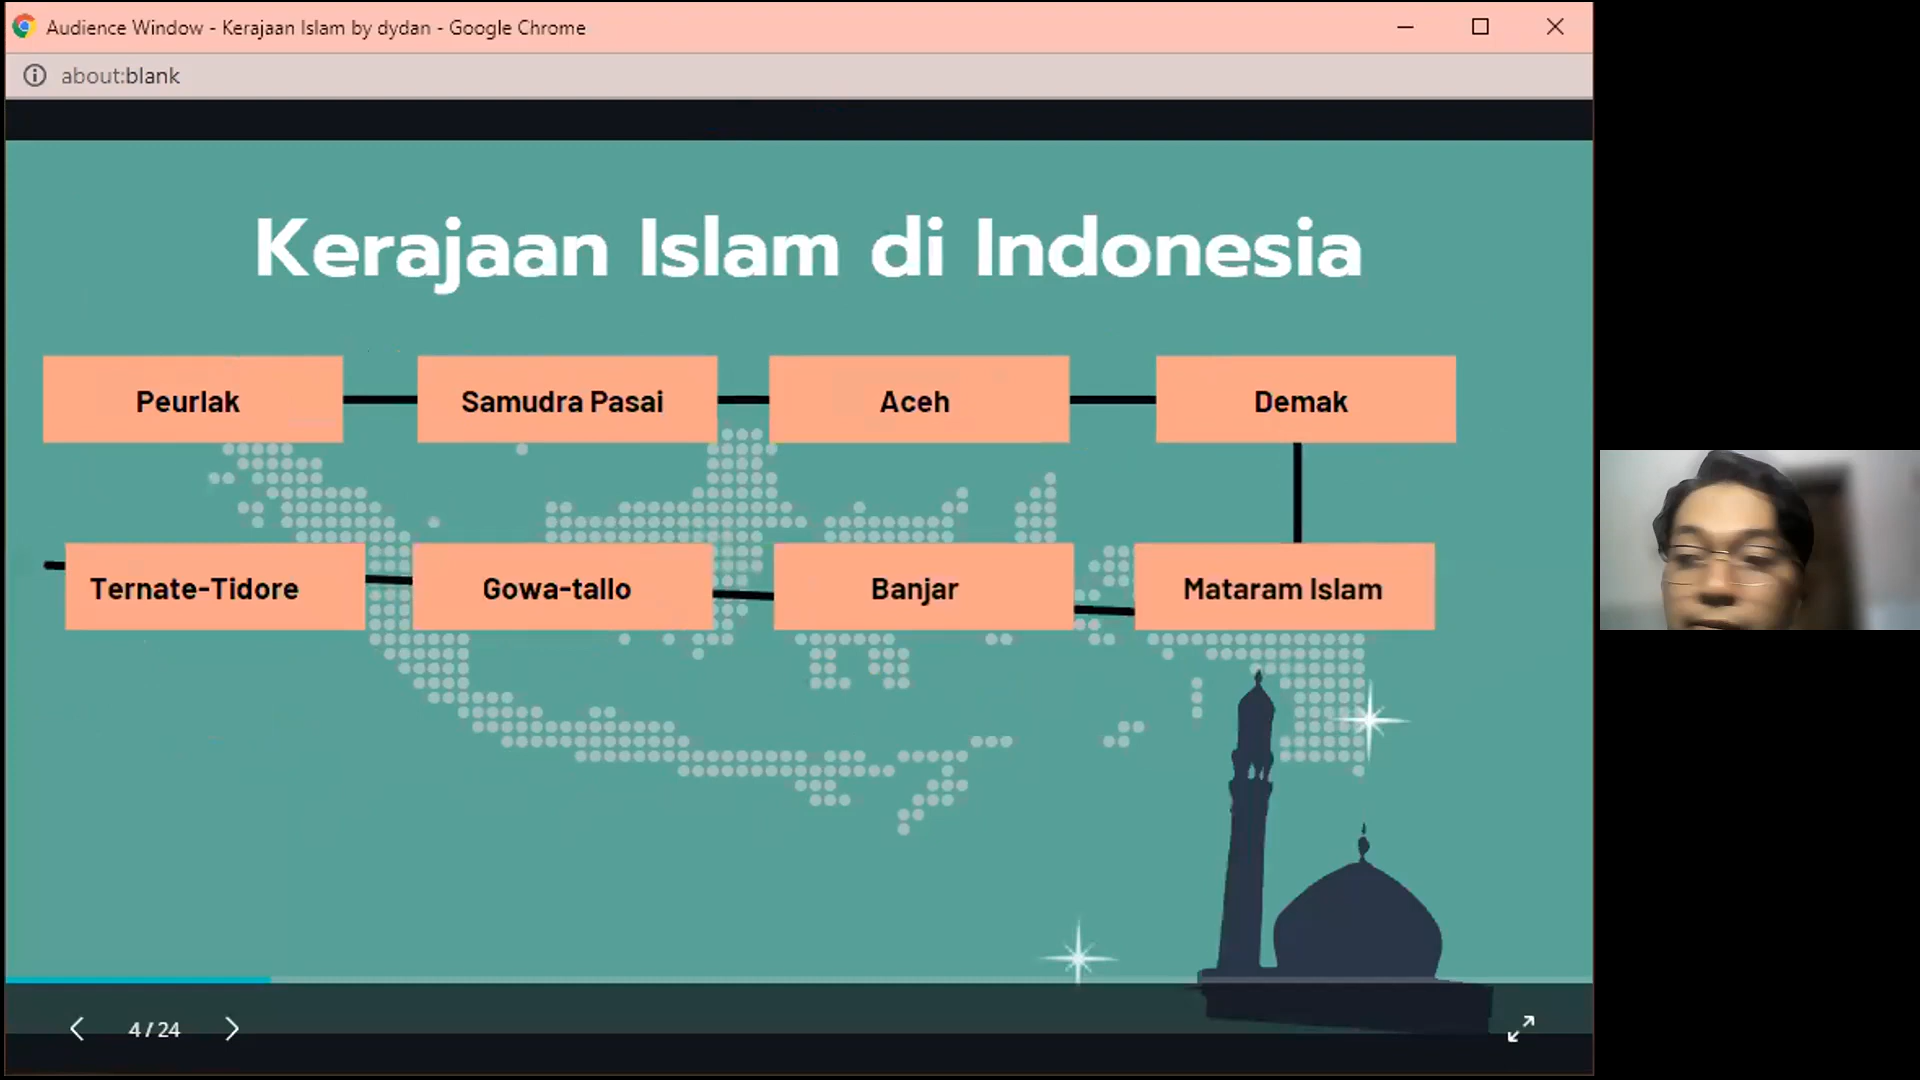 Audience Window - Kerajaan Islam by dydan - Google Chrome
about:blank
Kerajaan Islam di Indonesia
Peurlak
Samudra Pasai
Aceh
Demak
Ternate-Tidore
Gowa-tallo
Banjar
Mataram Islam
4 / 24